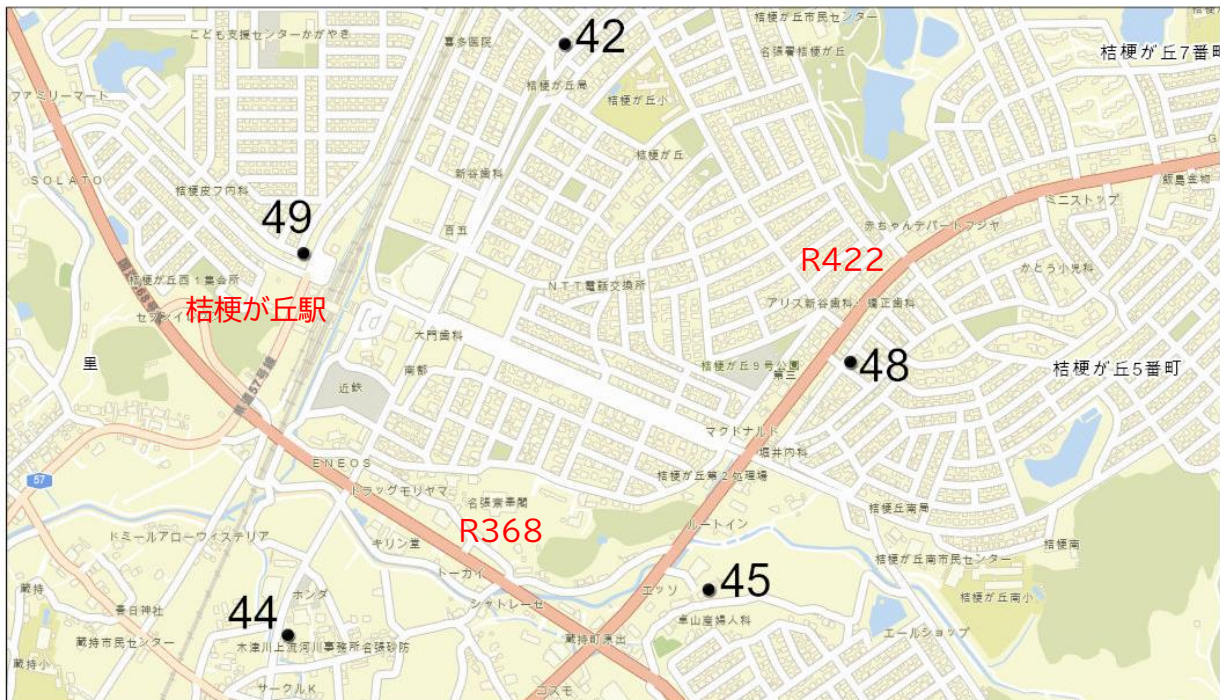 桔梗が丘市民センター
こども支援センターかがやき
喜多医院
42
名張署桔梗が丘
桔梗が丘7番町
桔梗が丘局
ファミリーマート
桔梗が丘小
桔梗が丘
SOLATO
新谷歯科
飯島金物
桔梗皮フ内科
ミニストップ
49
百五
赤ちゃんデパートフジヤ
R422
かとう小児科
桔梗が丘西1集会所
NTT電話交換所
桔梗が丘駅
アリス新谷歯科・矯正歯科
大門歯科
里
南都
桔梗が丘9号公園
48
桔梗が丘5番町
第三
近鉄
県道57号線
マクドナルド
堀井内科
ENEOS
57
桔梗が丘第2処理場
トラックモリヤマ
名張斎奉閣
桔梗丘南局
R368
ルートイン
ドミールアローウィステリア
キリン堂
桔梗が丘南市民センター
桔梗南
トーカイ
45
エッソ
蔵持
ホンダ
シャトレーゼ
桔梗が丘南小
春日神社
44
皐山産婦人科
蔵持町原出
エールショップ
蔵持市民センター
木津川上流河川事務所名張砂防
蔵持小
サークルK
コスモ